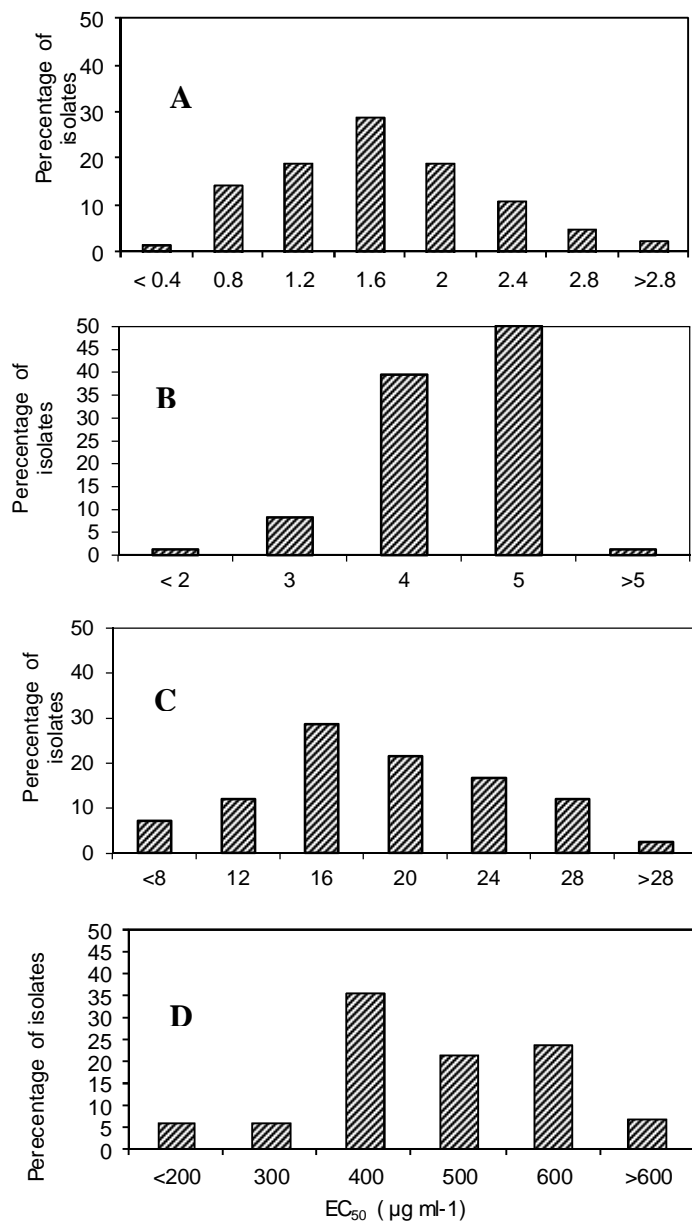 50
40
30
20
10
0
Perecentage of
isolates
A
< 0.4 0.8 1.2 1.6 2 2.4 2.8 >2.8
50
45
40
35
30
25
20
15
10
5
0
Perecentage of
isolates
B
< 2 3 4 5 >5
50
40
30
20
10
0
Perecentage of
isolates
C
<8 12 16 20 24 28 >28
50
45
40
35
30
25
20
15
10
5
0
Perecentage of isolates
D
<200 300 400 500 600 >600
EC50 ( µg ml-1)